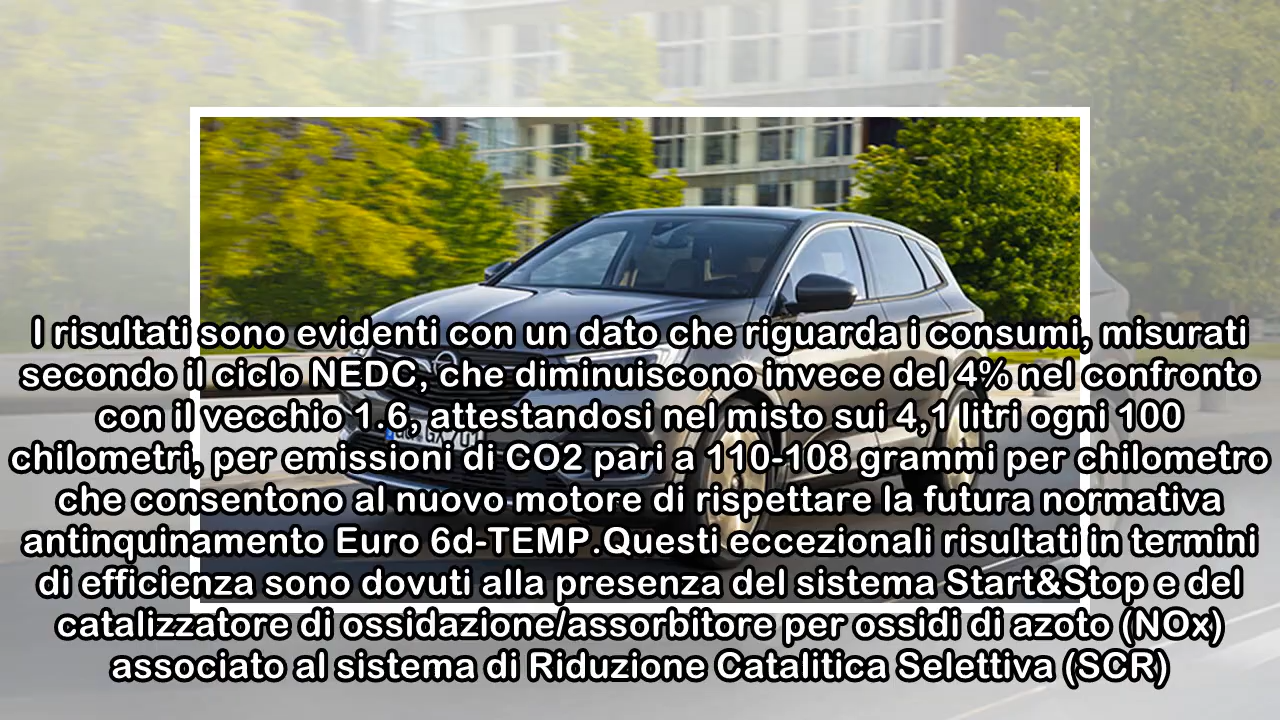 I risultati sono evidenti con un dato che riguarda i consumi, misurati
secondo il ciclo NEDC, che diminuiscono invece del 4% nel confronto
con il vecchio 1.6, attestandosi nel misto sui 4,1 litri ogni 100
chilometri, per emissioni di CO2 pari a 110-108 grammi per chilometro
che consentono al nuovo motore di rispettare la futura normativa
antinquinamento Euro 6d-TEMP.Questi eccezionali risultati in termini
di efficienza sono dovuti alla presenza del sistema Start&Stop e del
catalizzatore di ossidazione/assorbitore per ossidi di azoto (NOx)
associato al sistema di Riduzione Catalitica Selettiva (SCR)